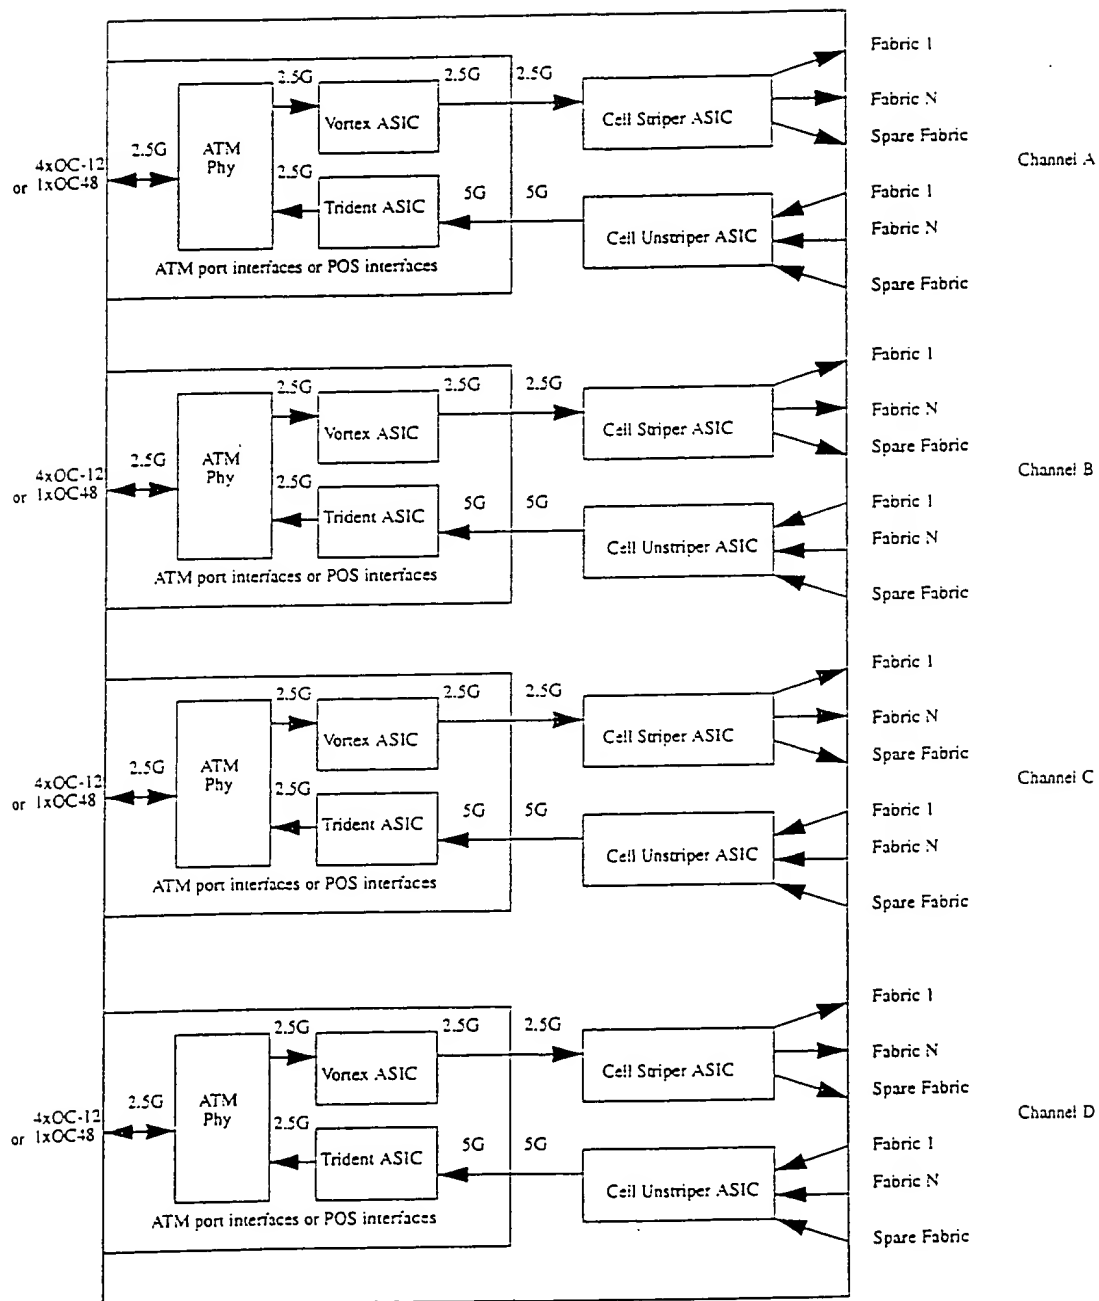 Fabric 1
2.5G
2.5G
2.5G
Vortex ASIC
Cell Striper ASIC
Fabric N
Spare Fabric
4xOC-12
or 1xOC48
2.5G
ATM
Phy
Channel A
2.5G
Trident ASIC
5G
5G
Cell Unstriper ASIC
Fabric 1
Fabric N
ATM port interfaces or POS interfaces
Spare Fabric
Fabric 1
2.5G
2.5G
2.5G
Vortex ASIC
Cell Striper ASIC
Fabric N
Spare Fabric
4xOC-12
or 1xOC48
2.5G
ATM
Phy
Channel B
2.5G
Trident ASIC
5G
5G
Cell Unstriper ASIC
Fabric 1
Fabric N
ATM port interfaces or POS interfaces
Spare Fabric
Fabric 1
2.5G
2.5G
2.5G
Vortex ASIC
Cell Striper ASIC
Fabric N
Spare Fabric
4xOC-12
or 1xOC48
2.5G
ATM
Phy
Channel C
2.5G
Trident ASIC
5G
5G
Cell Unstriper ASIC
Fabric 1
Fabric N
ATM port interfaces or POS interfaces
Spare Fabric
Fabric 1
2.5G
2.5G
2.5G
Vortex ASIC
Cell Striper ASIC
Fabric N
Spare Fabric
4xOC-12
or 1xOC48
2.5G
ATM
Phy
Channel D
2.5G
Trident ASIC
5G
5G
Cell Unstriper ASIC
Fabric 1
Fabric N
ATM port interfaces or POS interfaces
Spare Fabric